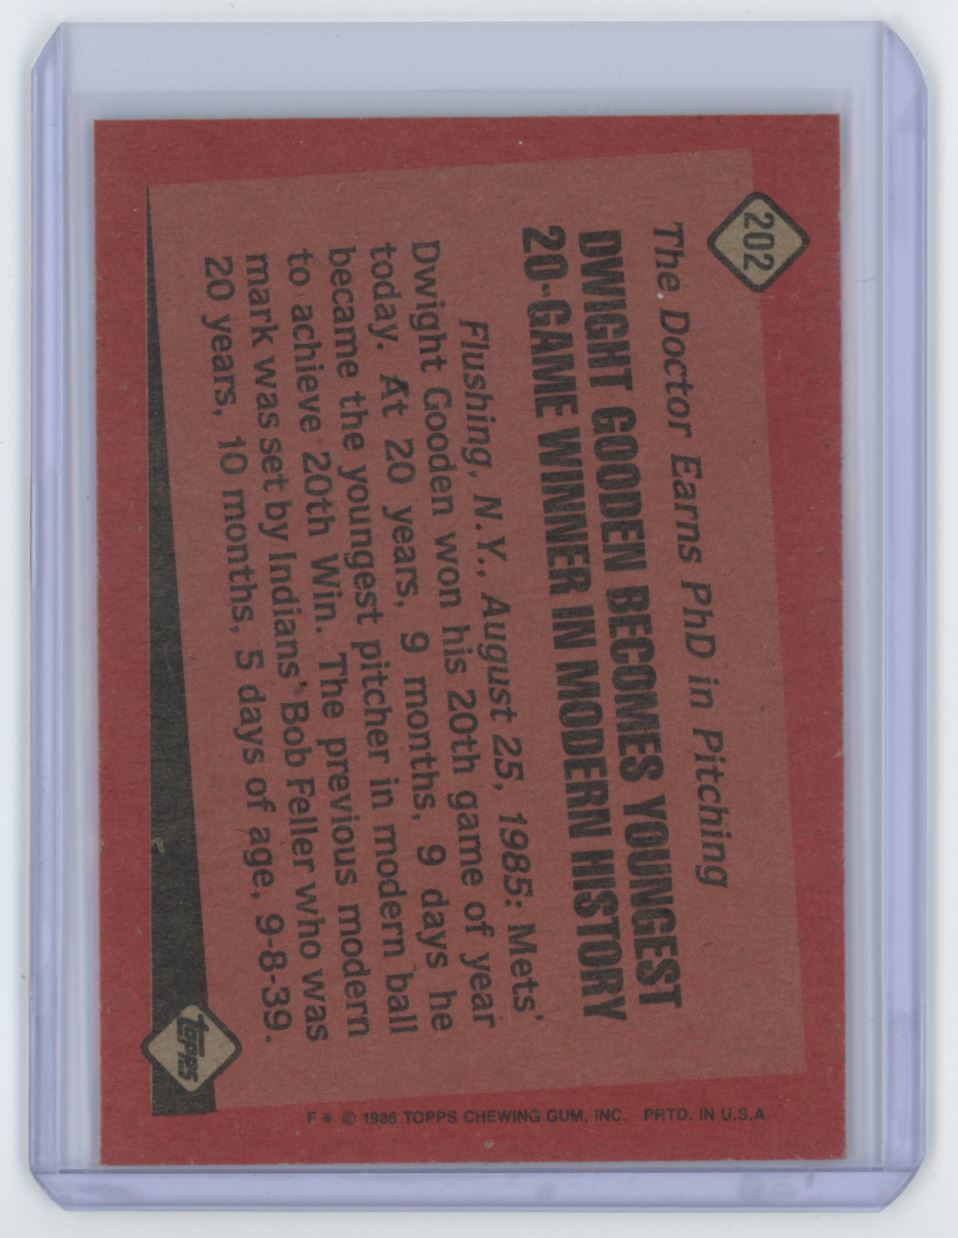 202
The Doctor Earns PhD in Pitching
DWIGHT GOODEN BECOMES YOUNGEST
20-GAME WINNER IN MODERN HISTORY
Flushing, N.Y., August 25, 1985: Mets'
Dwight Gooden won his 20th game of year
today. At 20 years, 9 months, 9 days he
became the youngest pitcher in modern ball
to achieve 20th Win. The previous modern
mark was set by Indians' Bob Feller who was
20 years, 10 months, 5 days of age, 9-8-39.
topps
F * © 1986 TOPPS CHEWING GUM, INC. PRTD. IN U.S.A.